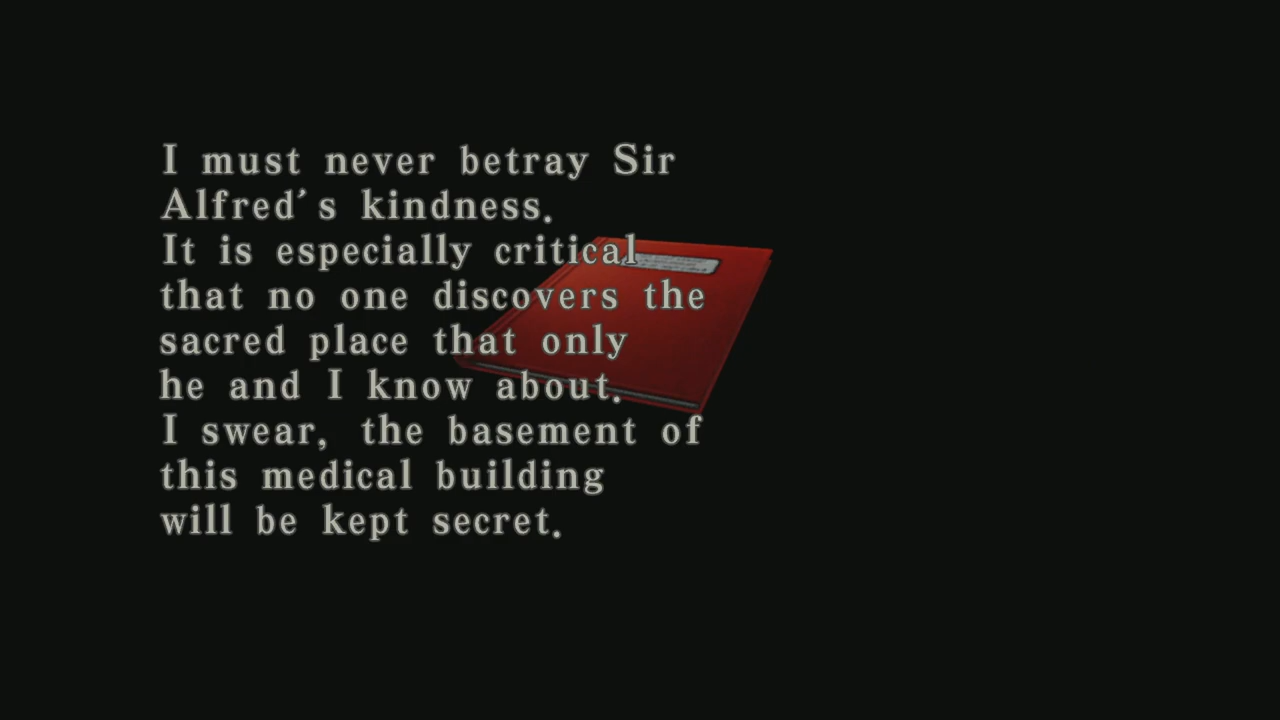 I must never betray Sir
Alfred's kindness.
It is especially critical
that no one discovers the
sacred place that only
he and I know about.
I swear, the basement of
this medical building
will be kept secret.